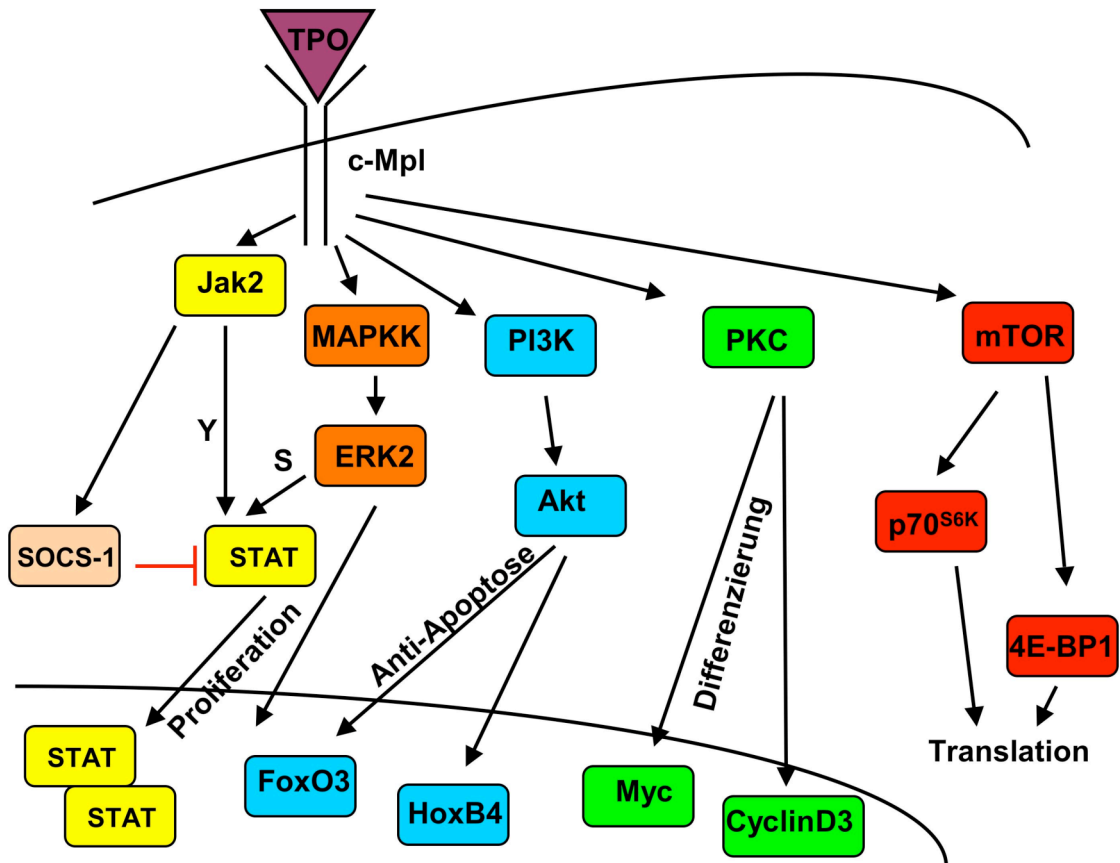 TPO
c-Mpl
Jak2
MAPKK
PI3K
PKC
mTOR
Y
S
ERK2
Akt
p70S6K
SOCS-1
STAT
Proliferation
Anti-Apoptose
Differenzierung
4E-BP1
STAT
STAT
FoxO3
HoxB4
Myc
CyclinD3
Translation